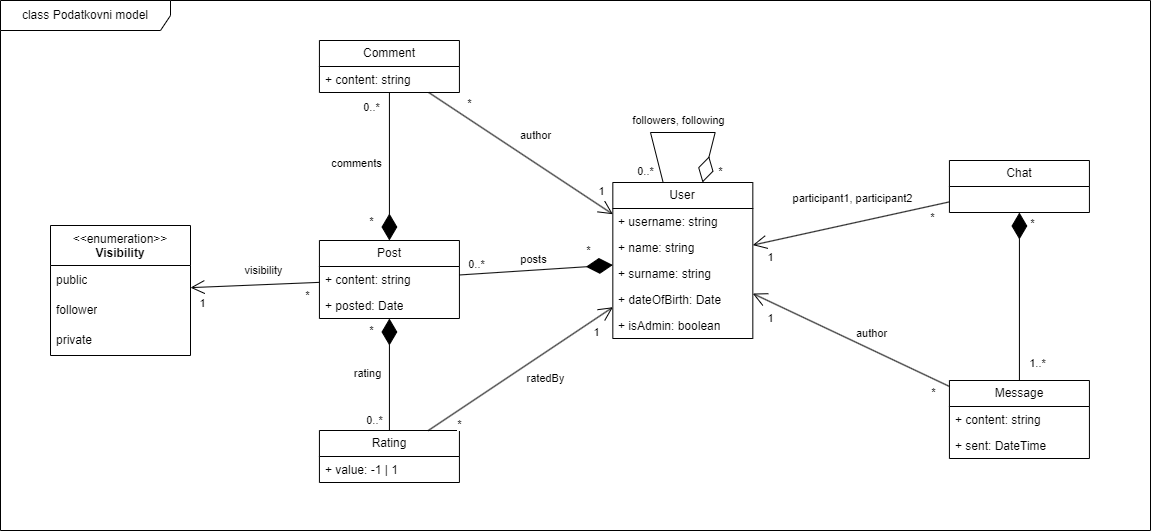 class Podatkovni model
Comment
+ content: string
0..*
*
author
comments
followers, following
0..*
*
1
*
User
+ username: string
+ name: string
+ surname: string
+ dateOfBirth: Date
+ isAdmin: boolean
Chat
participant1, participant2
*
1
*
<<enumeration>>
Visibility
public
follower
private
visibility
1
*
Post
+ content: string
+ posted: Date
0..*
posts
*
*
rating
0..*
ratedBy
1
*
Rating
+ value: -1 | 1
1
author
*
1..*
Message
+ content: string
+ sent: DateTime